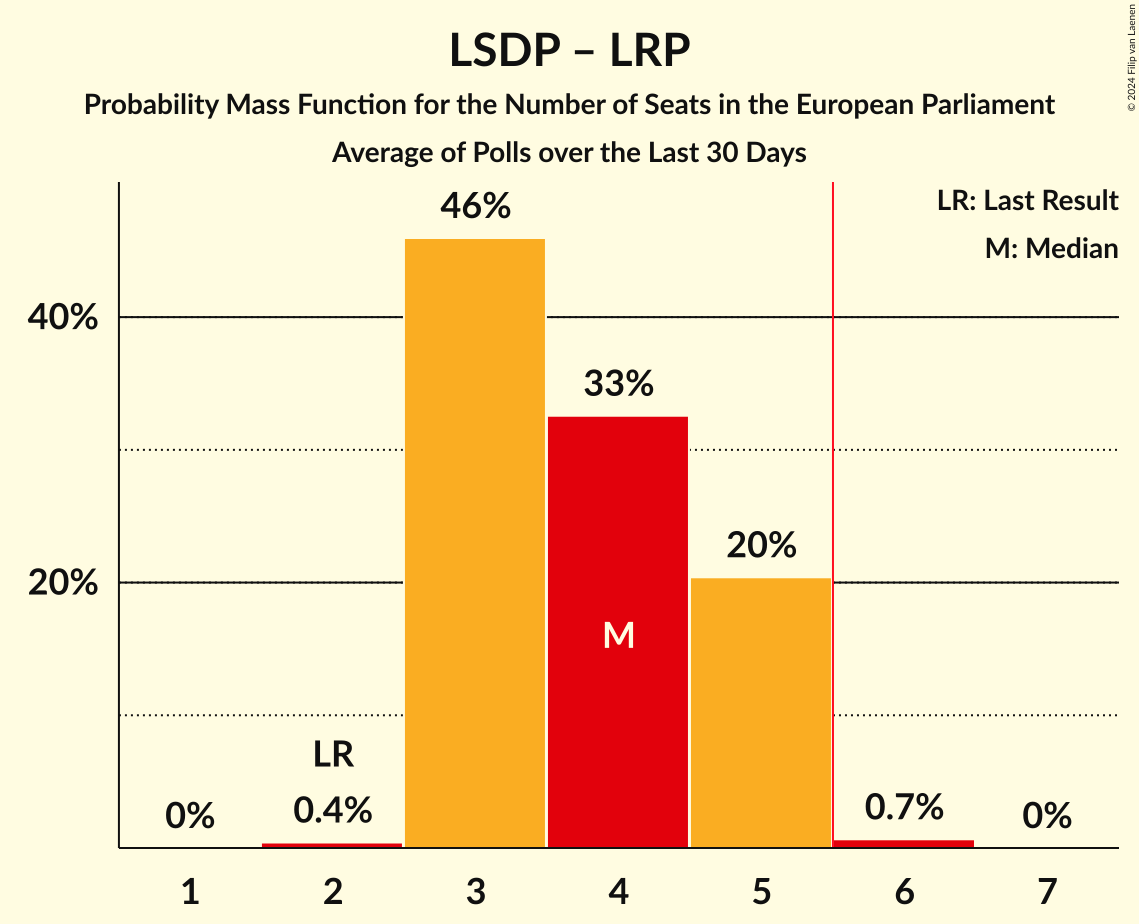 LSDP – LRP
Probability Mass Function for the Number of Seats in the European Parliament
Average of Polls over the Last 30 Days
© 2024 Filip van Laenen
LR: Last Result
M: Median
46%
40%
33%
20%
20%
M
LR
0%
0.4%
0.7%
0%
1 2 3 4 5 6 7